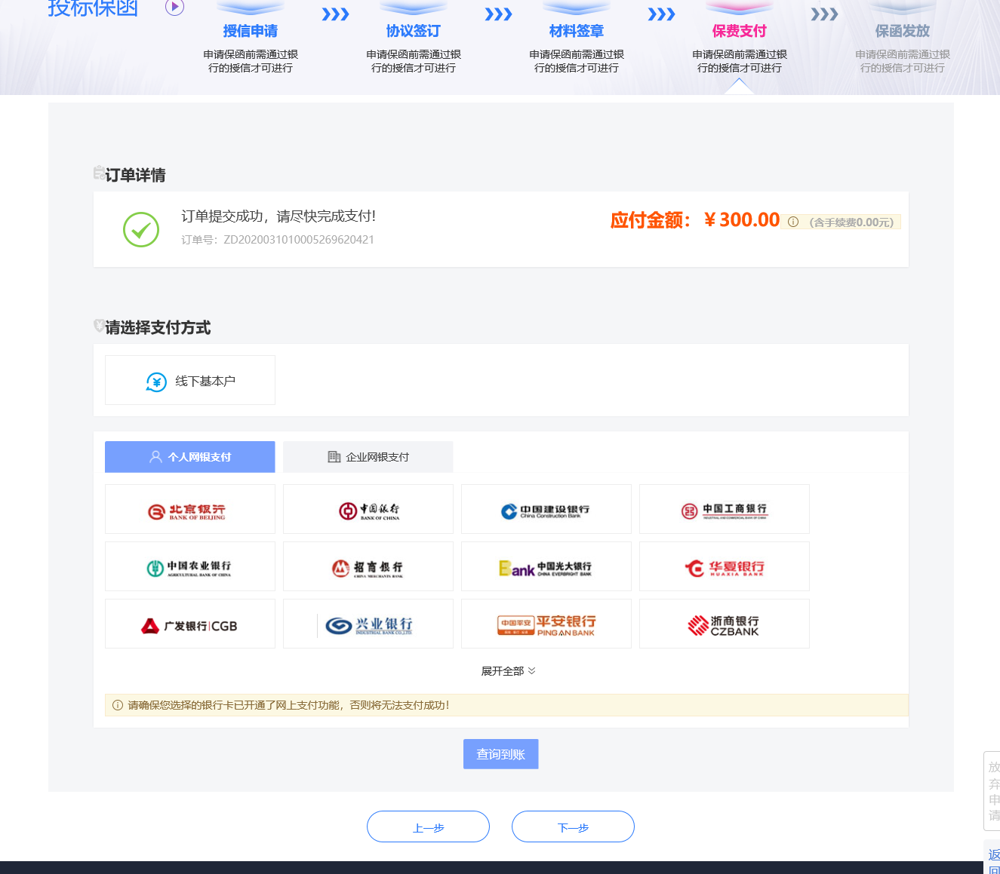 投标保函
授信申请
协议签订
材料签章
保费支付
保函发放
申请保函前需通过银
行的授信才可进行
申请保函前需通过银
行的授信才可进行
申请保函前需通过银
行的授信才可进行
申请保函前需通过银
行的授信才可进行
申请保函前需通过银
行的授信才可进行
订单详情
订单提交成功，请尽快完成支付！
应付金额：￥300.00
（含手续费0.00元）
订单号：ZD2020031010005269620421
请选择支付方式
线下基本户
个人网银支付
企业网银支付
北京银行
BANK OF BEIJING
中国银行
BANK OF CHINA
中国建设银行
China Construction Bank
中国工商银行
INDUSTRIAL AND COMMERCIAL BANK OF CHINA
中国农业银行
AGRICULTURAL BANK OF CHINA
招商银行
CHINA MERCHANTS BANK
Bank 中国光大银行
CHINA EVERBRIGHT BANK
华夏银行
HUAXIA BANK
广发银行|CGB
兴业银行
INDUSTRIAL BANK CO.,LTD.
中国平安
平安银行
PING AN BANK
浙商银行
CZBANK
展开全部
请确保您选择的银行卡已开通了网上支付功能，否则将无法支付成功！
查询到账
上一步
下一步
放
弃
申
请
返
回